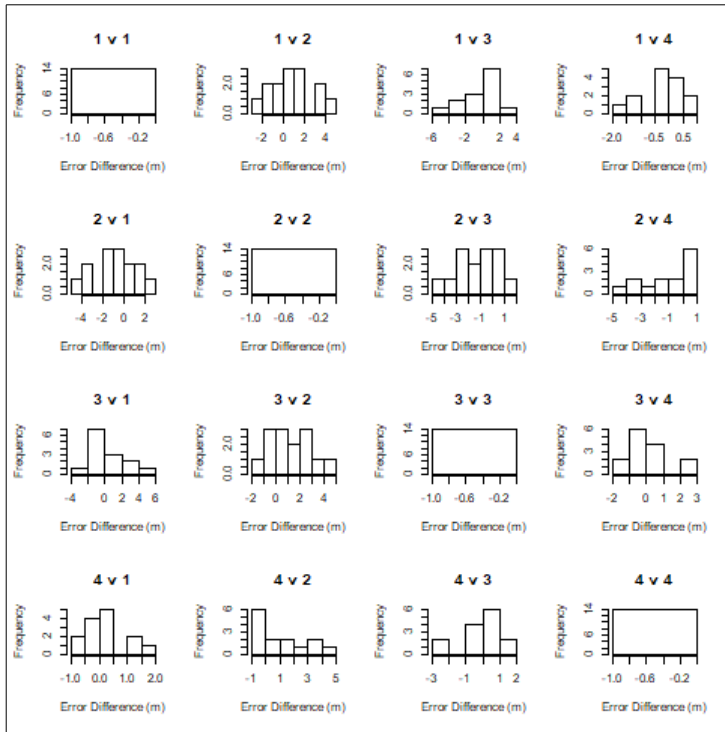 1 v 1
1 v 2
1 v 3
1 v 4
Frequency
Frequency
Frequency
Frequency
0 6 14
0.0 2.0
0 3 6
0 2 4
-1.0 -0.6 -0.2
-2 0 2 4
-6 -2 2 4
-2.0 -0.5 0.5
Error Difference (m)
Error Difference (m)
Error Difference (m)
Error Difference (m)
2 v 1
2 v 2
2 v 3
2 v 4
Frequency
Frequency
Frequency
Frequency
0.0 2.0
0 6 14
0.0 2.0
0 3 6
-4 -2 0 2
-1.0 -0.6 -0.2
-5 -3 -1 1
-5 -3 -1 1
Error Difference (m)
Error Difference (m)
Error Difference (m)
Error Difference (m)
3 v 1
3 v 2
3 v 3
3 v 4
Frequency
Frequency
Frequency
Frequency
0 3 6
0.0 2.0
0 6 14
0 3 6
-4 0 2 4 6
-2 0 2 4
-1.0 -0.6 -0.2
-2 0 1 2 3
Error Difference (m)
Error Difference (m)
Error Difference (m)
Error Difference (m)
4 v 1
4 v 2
4 v 3
4 v 4
Frequency
Frequency
Frequency
Frequency
0 2 4
0 3 6
0 3 6
0 6 14
-1.0 0.0 1.0 2.0
-1 1 3 5
-3 -1 1 2
-1.0 -0.6 -0.2
Error Difference (m)
Error Difference (m)
Error Difference (m)
Error Difference (m)